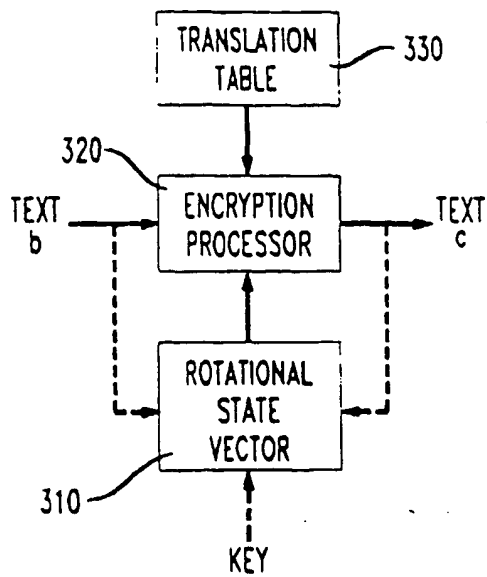 TRANSLATION
TABLE
330
320
TEXT
b
ENCRYPTION
PROCESSOR
TEXT
c
ROTATIONAL
STATE
VECTOR
310
KEY